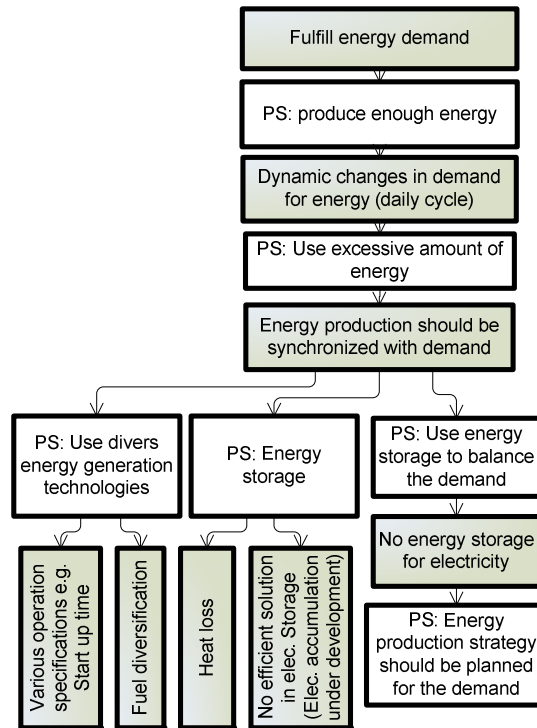 Fulfill energy demand
PS: produce enough energy
Dynamic changes in demand
for energy (daily cycle)
PS: Use excessive amount of
energy
Energy production should be
synchronized with demand
PS: Use divers
energy generation
technologies
PS: Energy
storage
PS: Use energy
storage to balance
the demand
No energy storage
for electricity
PS: Energy
production strategy
should be planned
for the demand
Various operation
specifications e.g.
Start up time
Fuel diversification
Heat loss
No efficient solution
in elec. Storage
(Elec. accumulation
under development)